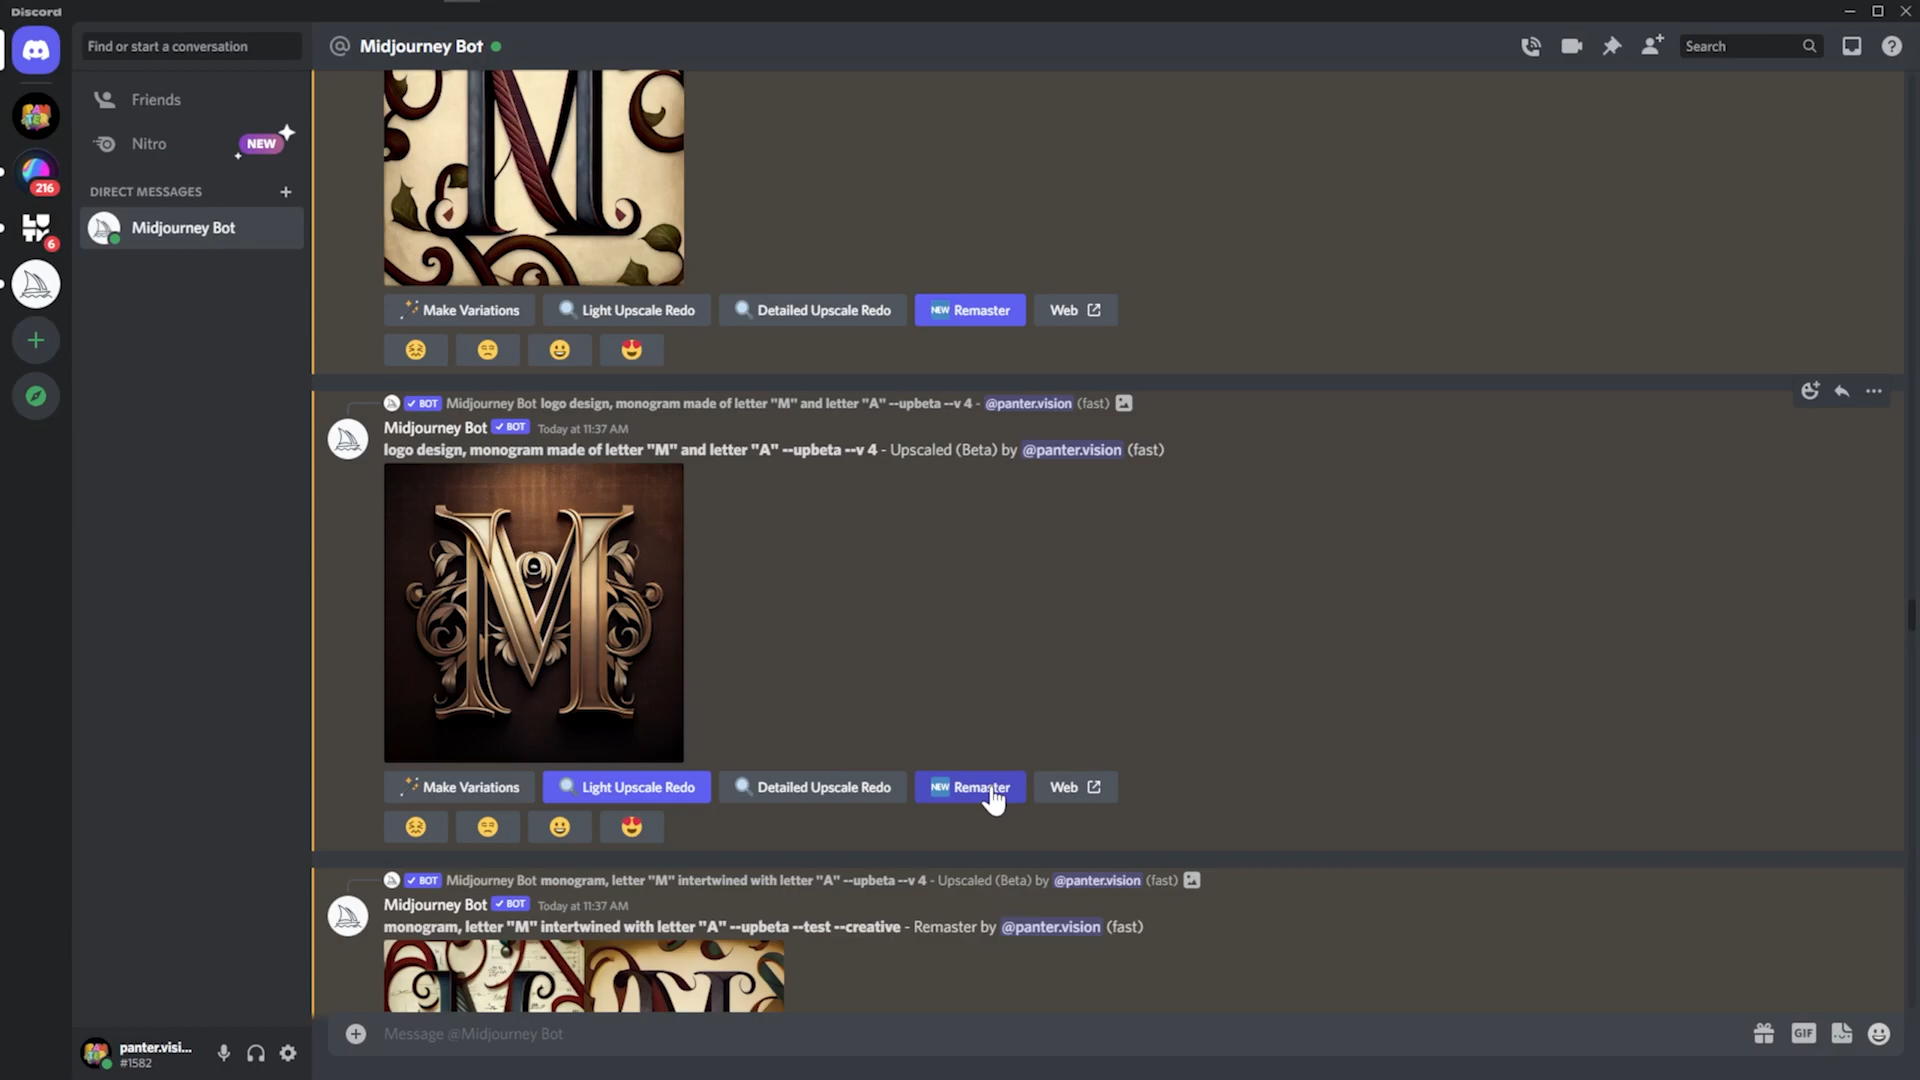 Discord
Find or start a conversation
Midjourney Bot
Search
Friends
Nitro
NEW
DIRECT MESSAGES
Midjourney Bot
216
6
Make Variations
Light Upscale Redo
Detailed Upscale Redo
NEW Remaster
Web
BOT Midjourney Bot logo design, monogram made of letter "M" and letter "A" --upbeta --v 4 - @panter.vision (fast)
Midjourney Bot BOT Today at 11:37 AM
logo design, monogram made of letter "M" and letter "A" --upbeta --v 4 - Upscaled (Beta) by @panter.vision (fast)
M
Make Variations
Light Upscale Redo
Detailed Upscale Redo
NEW Remaster
Web
BOT Midjourney Bot monogram, letter "M" intertwined with letter "A" --upbeta --v 4 - Upscaled (Beta) by @panter.vision (fast)
Midjourney Bot BOT Today at 11:37 AM
monogram, letter "M" intertwined with letter "A" --upbeta --test --creative - Remaster by @panter.vision (fast)
Message @Midjourney Bot
GIF
panter.visi...
#1582